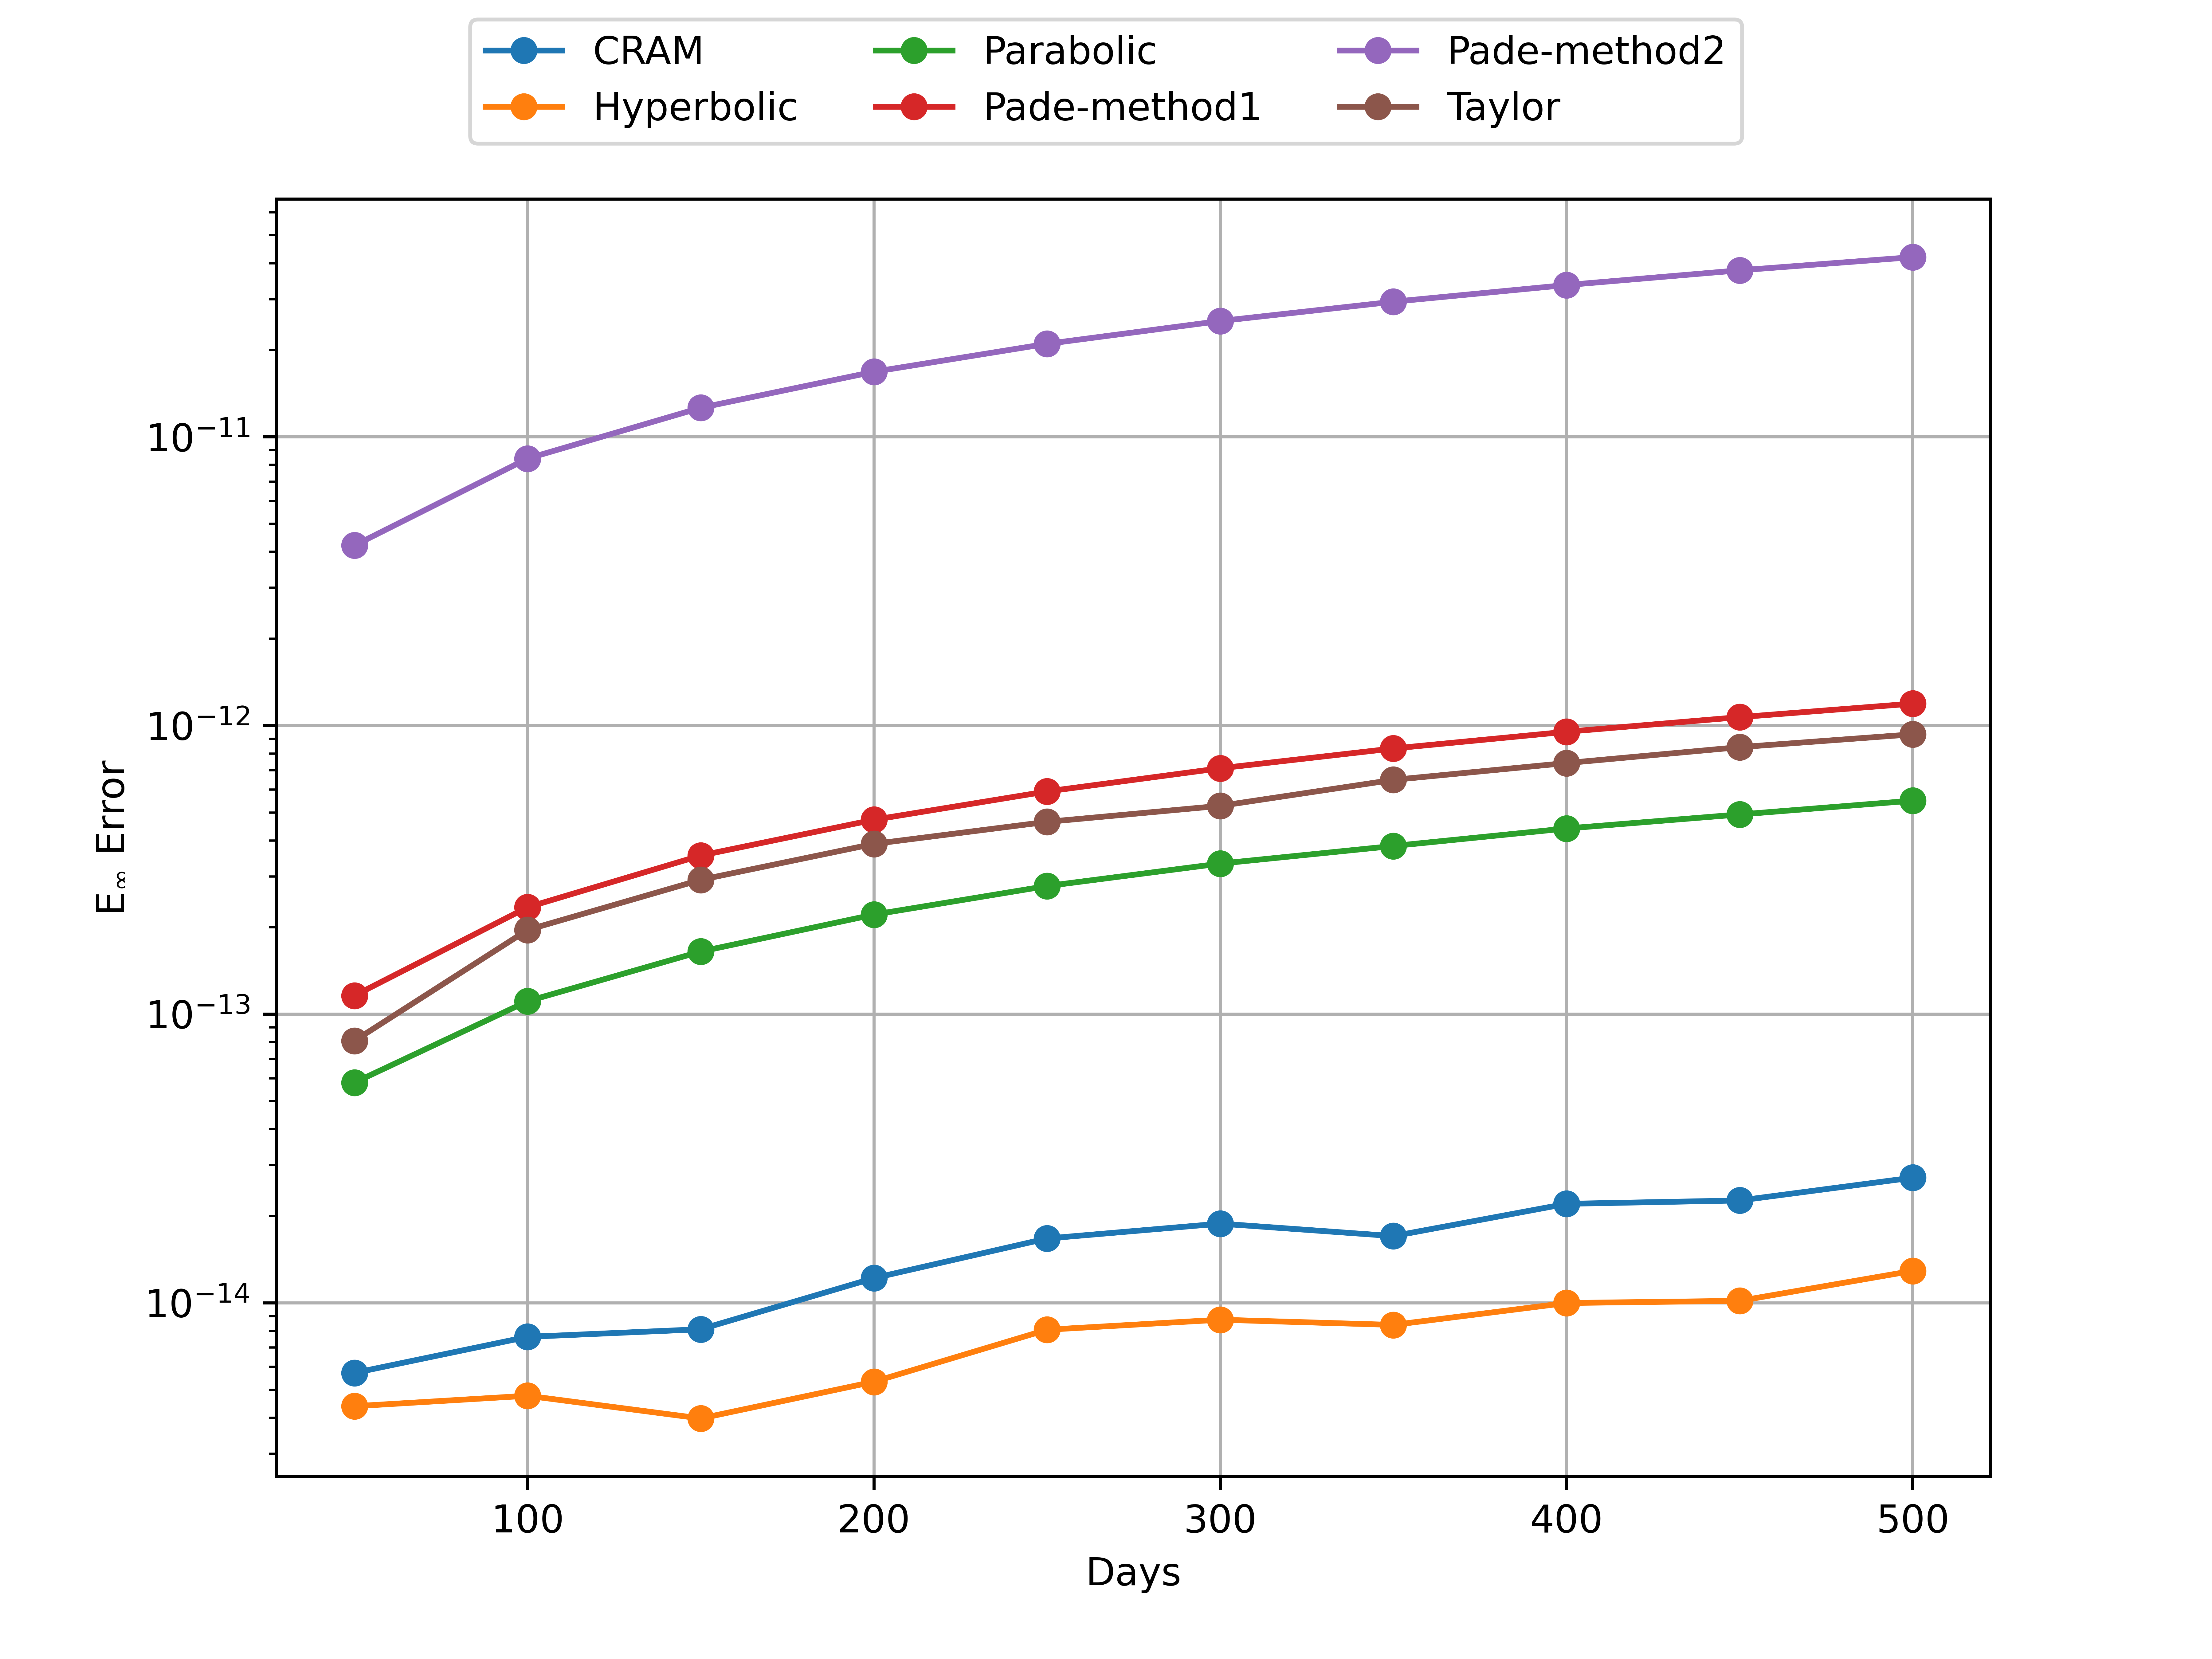 CRAM Parabolic Pade-method2
Hyperbolic Pade-method1 Taylor
10⁻¹¹
10⁻¹²
10⁻¹³
10⁻¹⁴
E∞ Error
100 200 300 400 500
Days